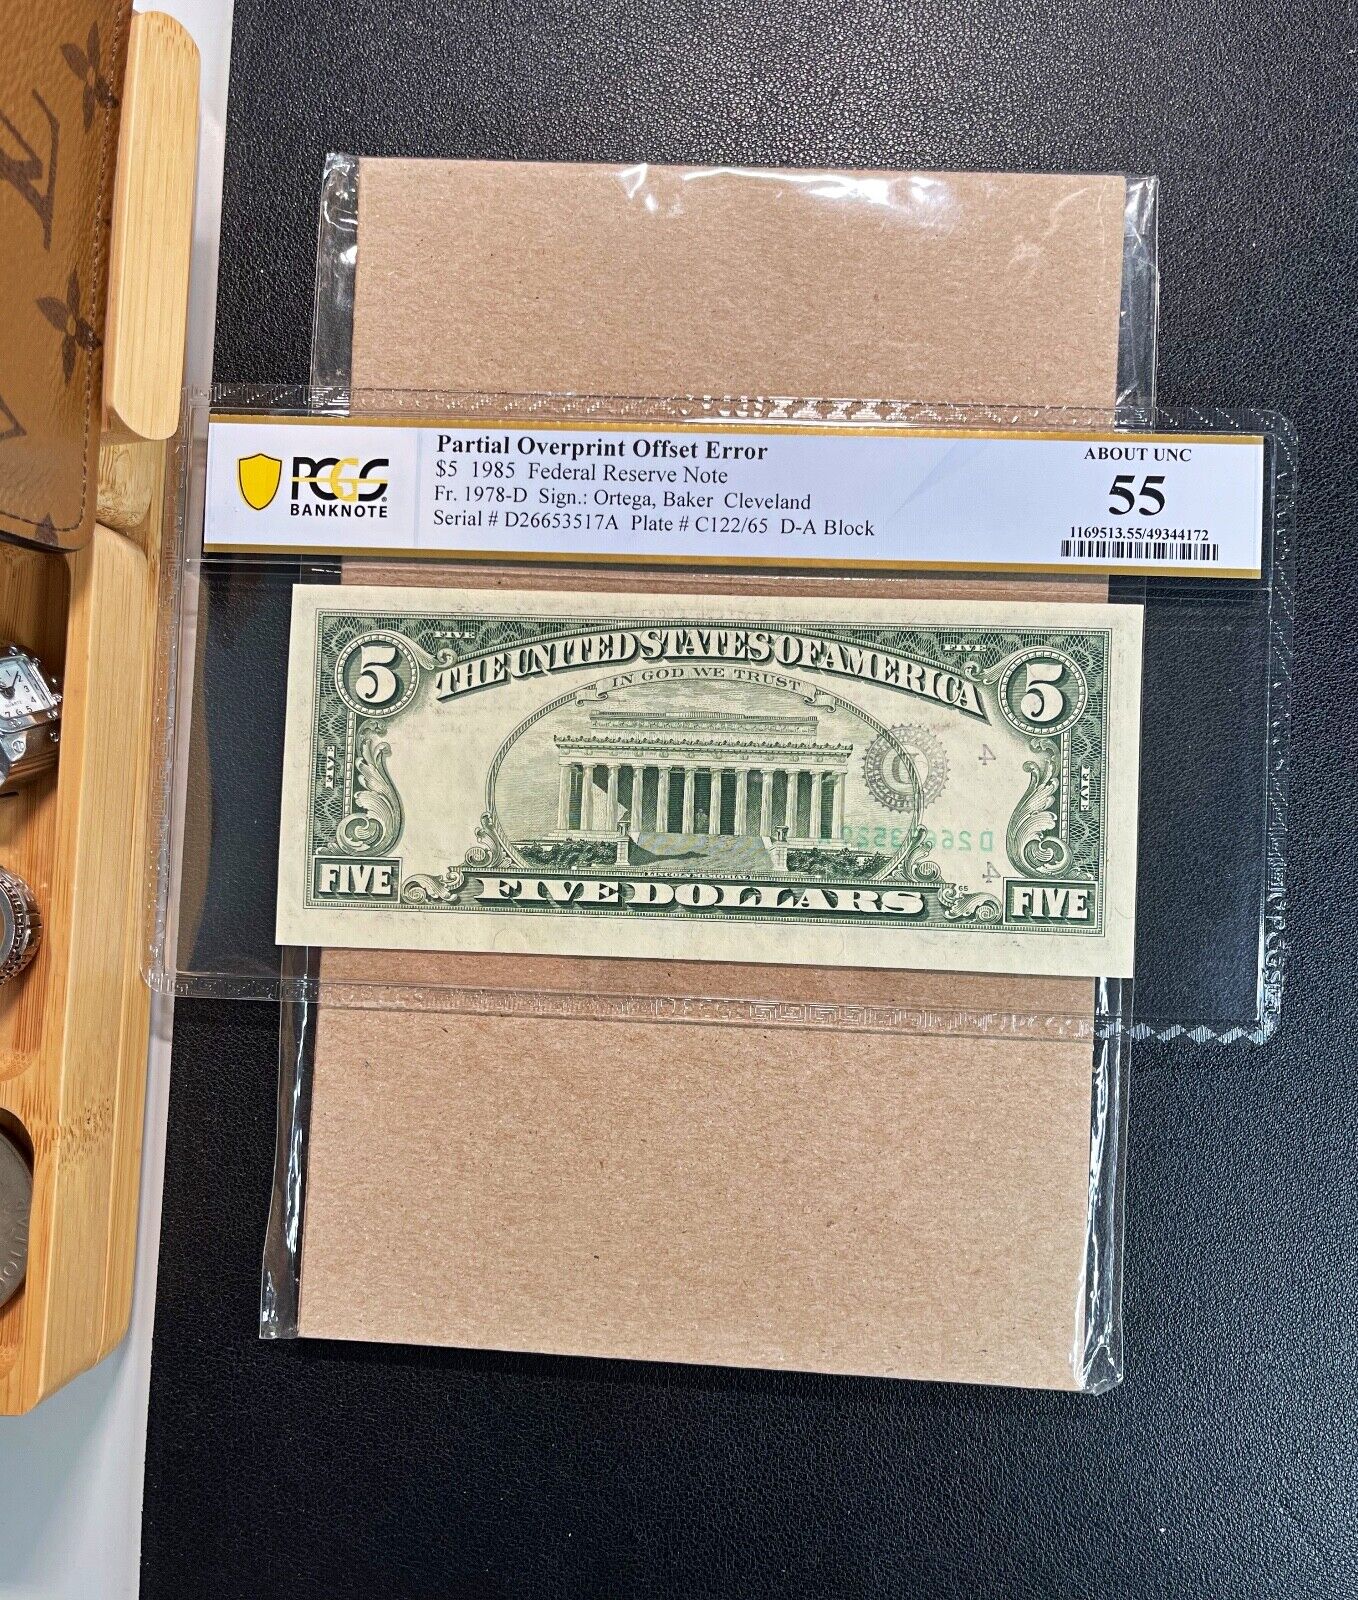 PCGS
BANKNOTE
Partial Overprint Offset Error
$5 1985 Federal Reserve Note
Fr. 1978-D Sign.: Ortega, Baker Cleveland
Serial # D26653517A Plate # C122/65 D-A Block
ABOUT UNC
55
1169513.55/49344172
FIVE FIVE
5 THE UNITED STATES OF AMERICA 5
IN GOD WE TRUST
FIVE FIVE
D
4
4
LINCOLN MEMORIAL
65
FIVE FIVE DOLLARS FIVE